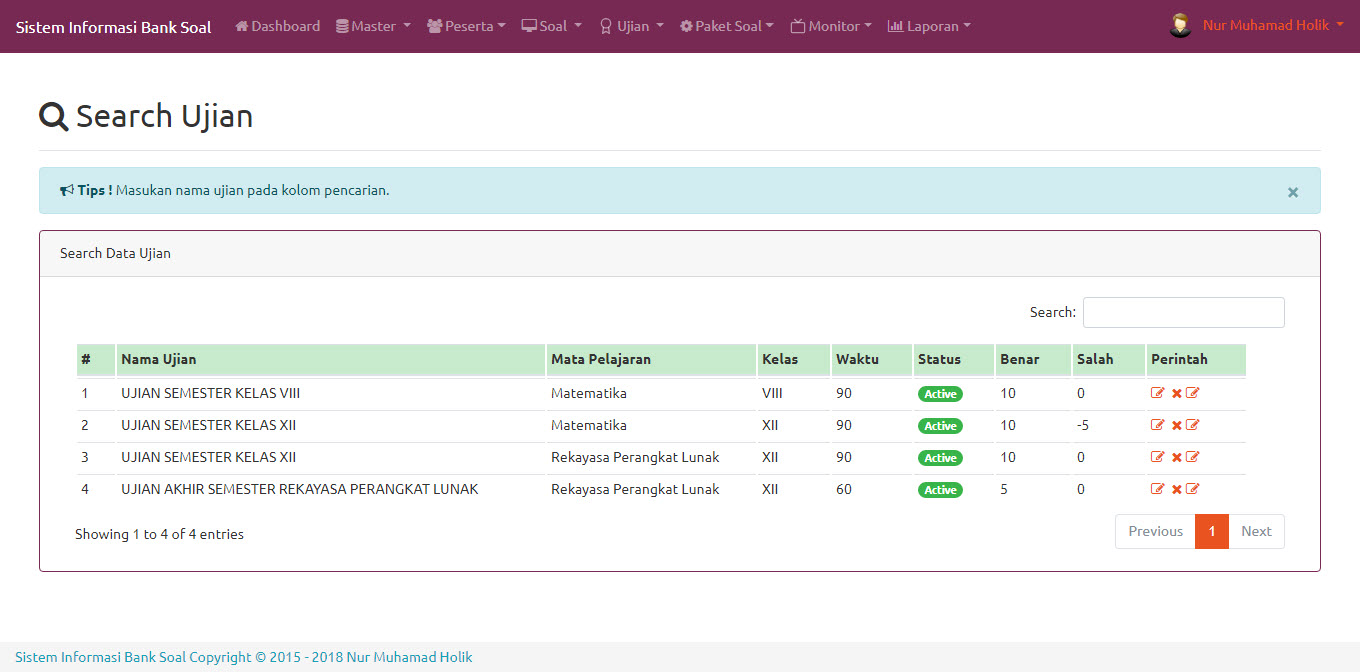 Sistem Informasi Bank Soal Dashboard Master Peserta Soal Ujian Paket Soal Monitor Laporan Nur Muhamad Holik
Search Ujian
Tips ! Masukan nama ujian pada kolom pencarian. ×
Search Data Ujian
Search:
# Nama Ujian Mata Pelajaran Kelas Waktu Status Benar Salah Perintah
1 UJIAN SEMESTER KELAS VIII Matematika VIII 90 Active 10 0
2 UJIAN SEMESTER KELAS XII Matematika XII 90 Active 10 -5
3 UJIAN SEMESTER KELAS XII Rekayasa Perangkat Lunak XII 90 Active 10 0
4 UJIAN AKHIR SEMESTER REKAYASA PERANGKAT LUNAK Rekayasa Perangkat Lunak XII 60 Active 5 0
Showing 1 to 4 of 4 entries Previous 1 Next
Sistem Informasi Bank Soal Copyright © 2015 - 2018 Nur Muhamad Holik